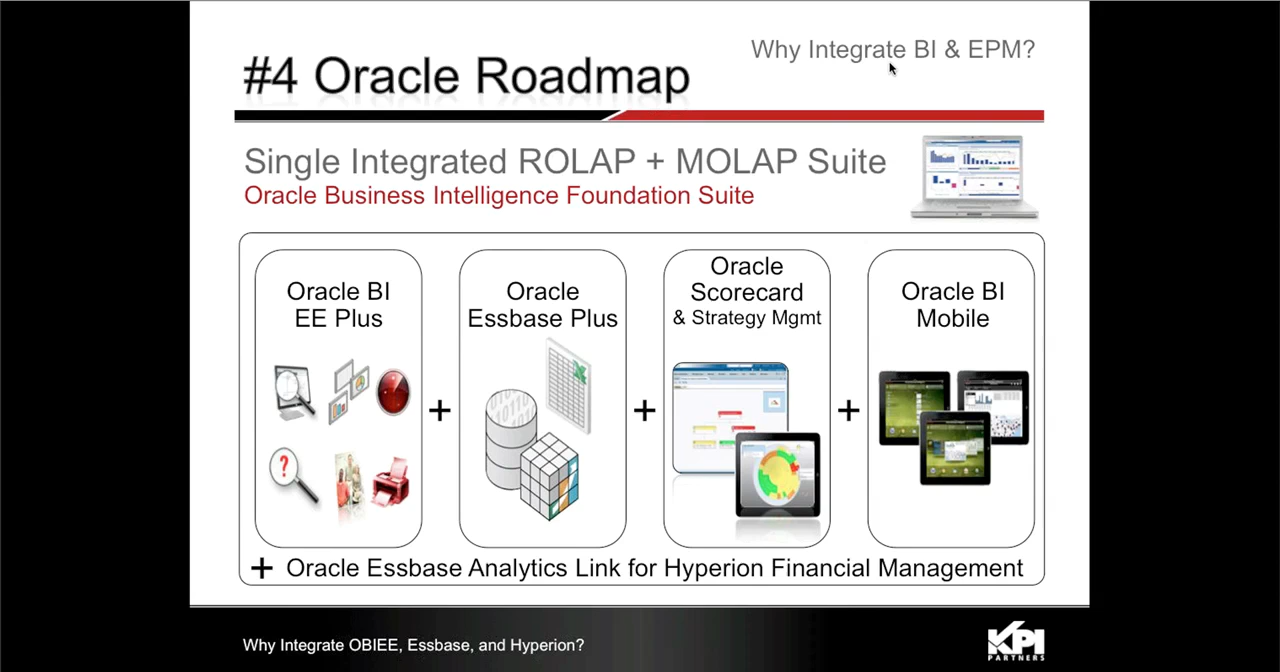 Why Integrate BI & EPM?
#4 Oracle Roadmap
Single Integrated ROLAP + MOLAP Suite
Oracle Business Intelligence Foundation Suite
Oracle BI
EE Plus
+
Oracle
Essbase Plus
+
Oracle
Scorecard
& Strategy Mgmt
+
Oracle BI
Mobile
?
+ Oracle Essbase Analytics Link for Hyperion Financial Management
Why Integrate OBIEE, Essbase, and Hyperion?
KPI
PARTNERS